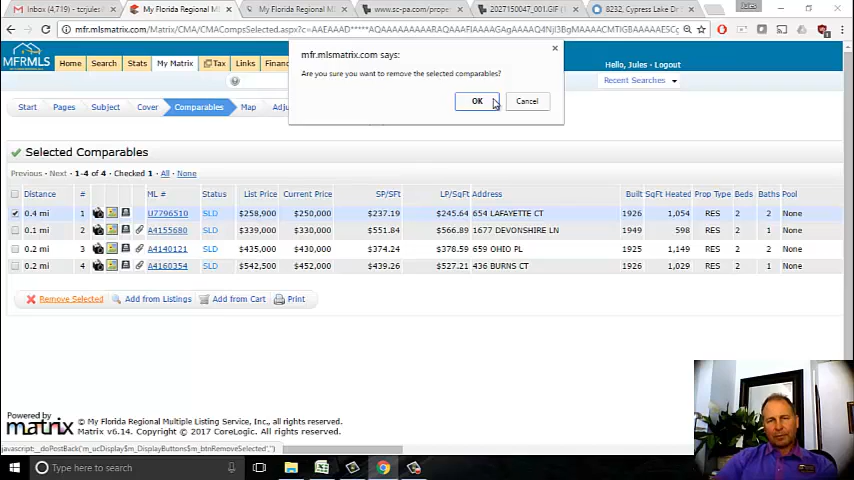 Inbox (4,719) - tcrjules
My Florida Regional M
My Florida Regional MLS
www.sc-pa.com/prope
2027150047_001.GIF (
8232, Cypress Lake Dr
mfr.mlsmatrix.com/Matrix/CMA/CMACompsSelected.aspx?c=
MFRMLS
Home
Search
Stats
My Matrix
Tax
Links
Financ
Help
Hello, Jules - Logout
Recent Searches
mfr.mlsmatrix.com says:
Are you sure you want to remove the selected comparables?
OK
Cancel
Start
Pages
Subject
Cover
Comparables
Map
Adju
Selected Comparables
Previous · Next · 1-4 of 4 · Checked 1 · All · None
Distance # ML # Status List Price Current Price SP/SFt LP/SqFt Address Built SqFt Heated Prop Type Beds Baths Pool
0.4 mi 1 U7796510 SLD $258,900 $250,000 $237.19 $245.64 654 LAFAYETTE CT 1926 1,054 RES 2 2 None
0.1 mi 2 A4155680 SLD $339,000 $330,000 $551.84 $566.89 1677 DEVONSHIRE LN 1949 598 RES 2 1 None
0.2 mi 3 A4140121 SLD $435,000 $430,000 $374.24 $378.59 659 OHIO PL 1925 1,149 RES 2 2 None
0.2 mi 4 A4160354 SLD $542,500 $452,000 $439.26 $527.21 436 BURNS CT 1926 1,029 RES 2 1 None
Remove Selected
Add from Listings
Add from Cart
Print
Powered by
matrix
© My Florida Regional Multiple Listing Service, Inc, all rights reserved.
Matrix v6.14. Copyright © 2017 CoreLogic. All rights reserved.
javascript:__doPostBack('m_ucDisplay$m_DisplayButtons$m_btnRemoveSelected','')
Type here to search